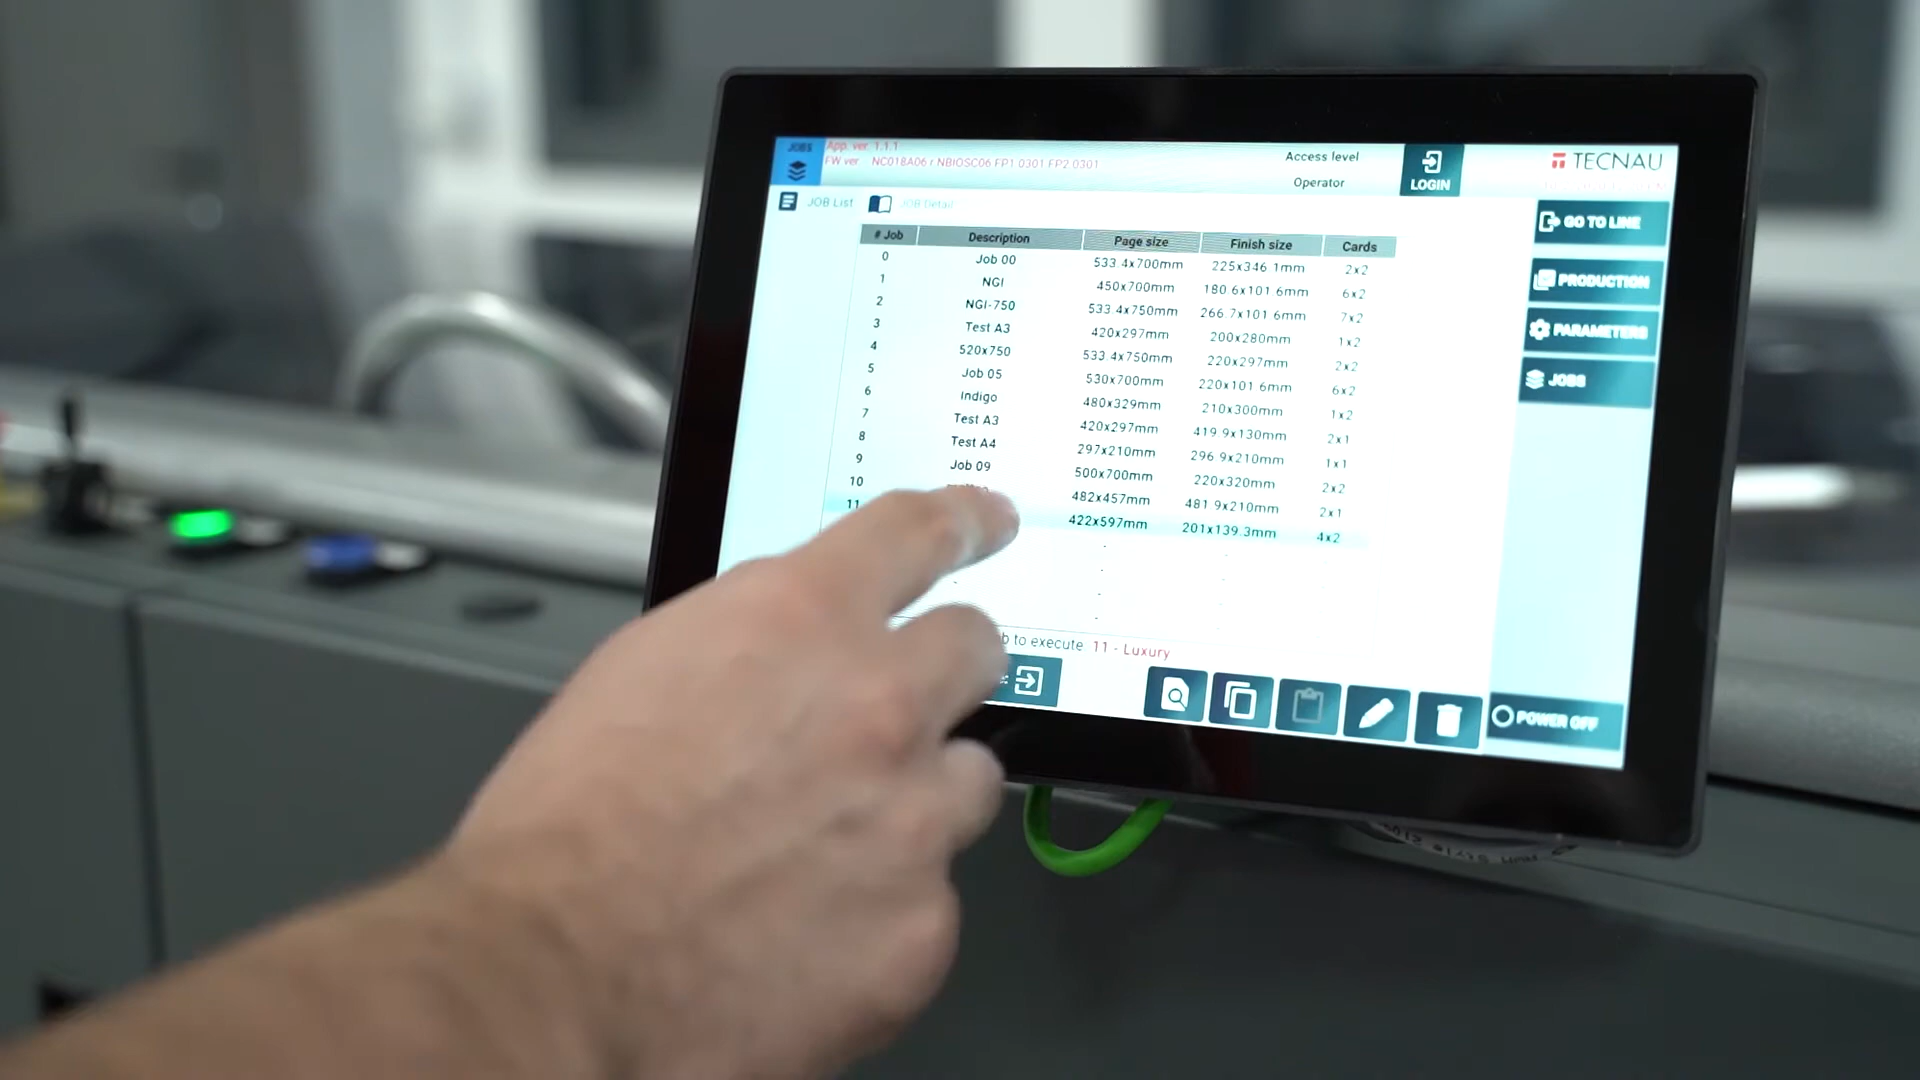 JOBS
App. ver. 1.1.1
FW ver NC018A06 r.NBIOSC06 FP1.0301 FP2.0301
Access level
Operator
LOGIN
TECNAU
JOB List JOB Detail
GO TO LINE
PRODUCTION
PARAMETERS
JOBS
# Job Description Page size Finish size Cards
0 Job 00 533.4x700mm 225x346.1mm 2x2
1 NGI 450x700mm 180.6x101.6mm 6x2
2 NGI-750 533.4x750mm 266.7x101.6mm 7x2
3 Test A3 420x297mm 200x280mm 1x2
4 520x750 533.4x750mm 220x297mm 2x2
5 Job 05 530x700mm 220x101.6mm 6x2
6 Indigo 480x329mm 210x300mm 1x2
7 Test A3 420x297mm 419.9x130mm 2x1
8 Test A4 297x210mm 296.9x210mm 1x1
9 Job 09 500x700mm 220x320mm 2x2
10 482x457mm 481.9x210mm 2x1
11 422x597mm 201x139.3mm 4x2
to execute: 11 - Luxury
POWER OFF